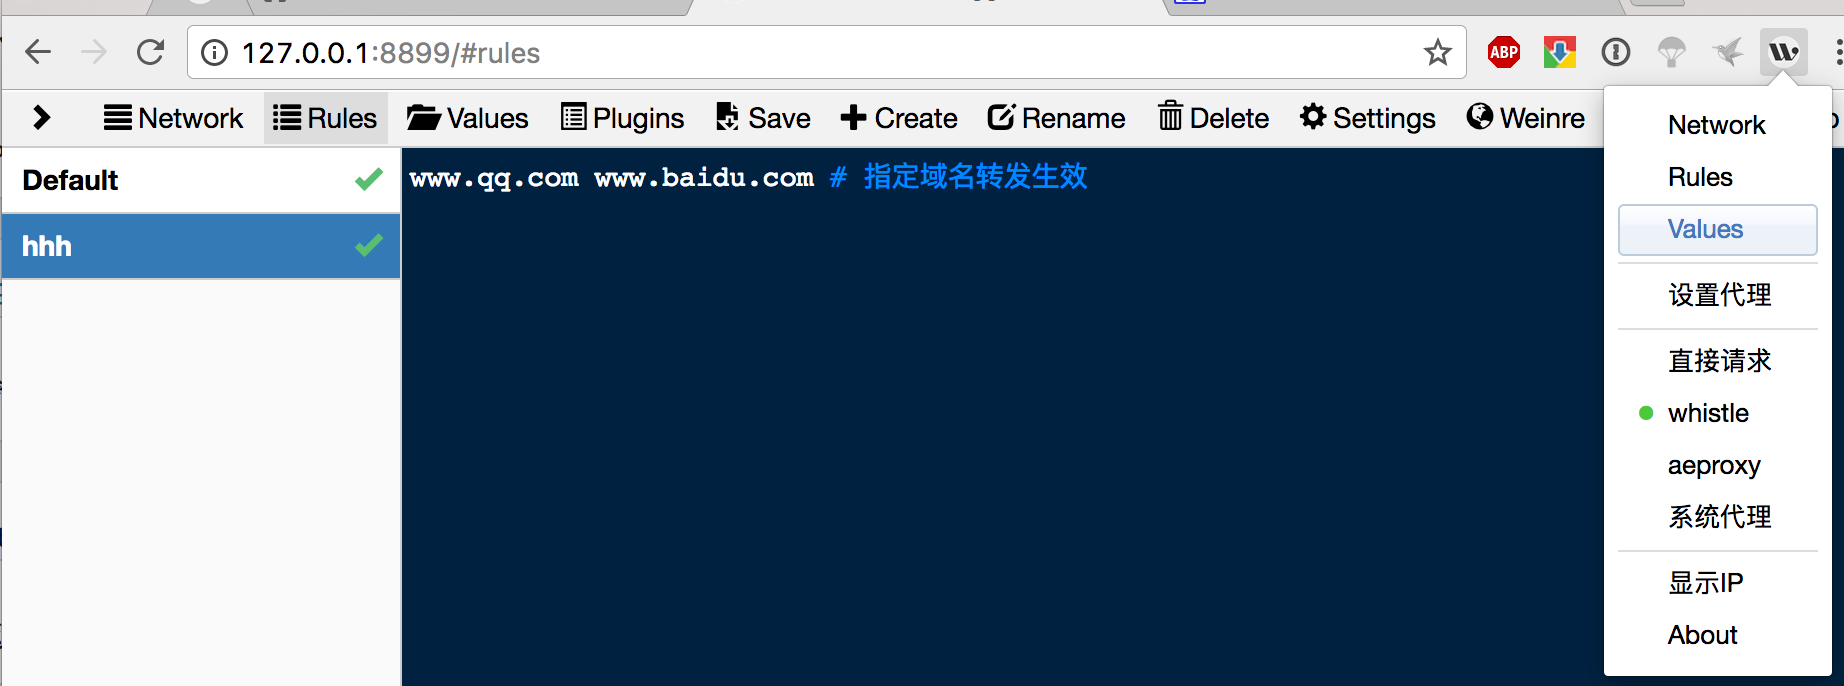 127.0.0.1:8899/#rules
ABP
Network Rules Values Plugins Save Create Rename Delete Settings Weinre
Default
hhh
www.qq.com www.baidu.com # 指定域名转发生效
Network
Rules
Values
设置代理
直接请求
whistle
aeproxy
系统代理
显示IP
About